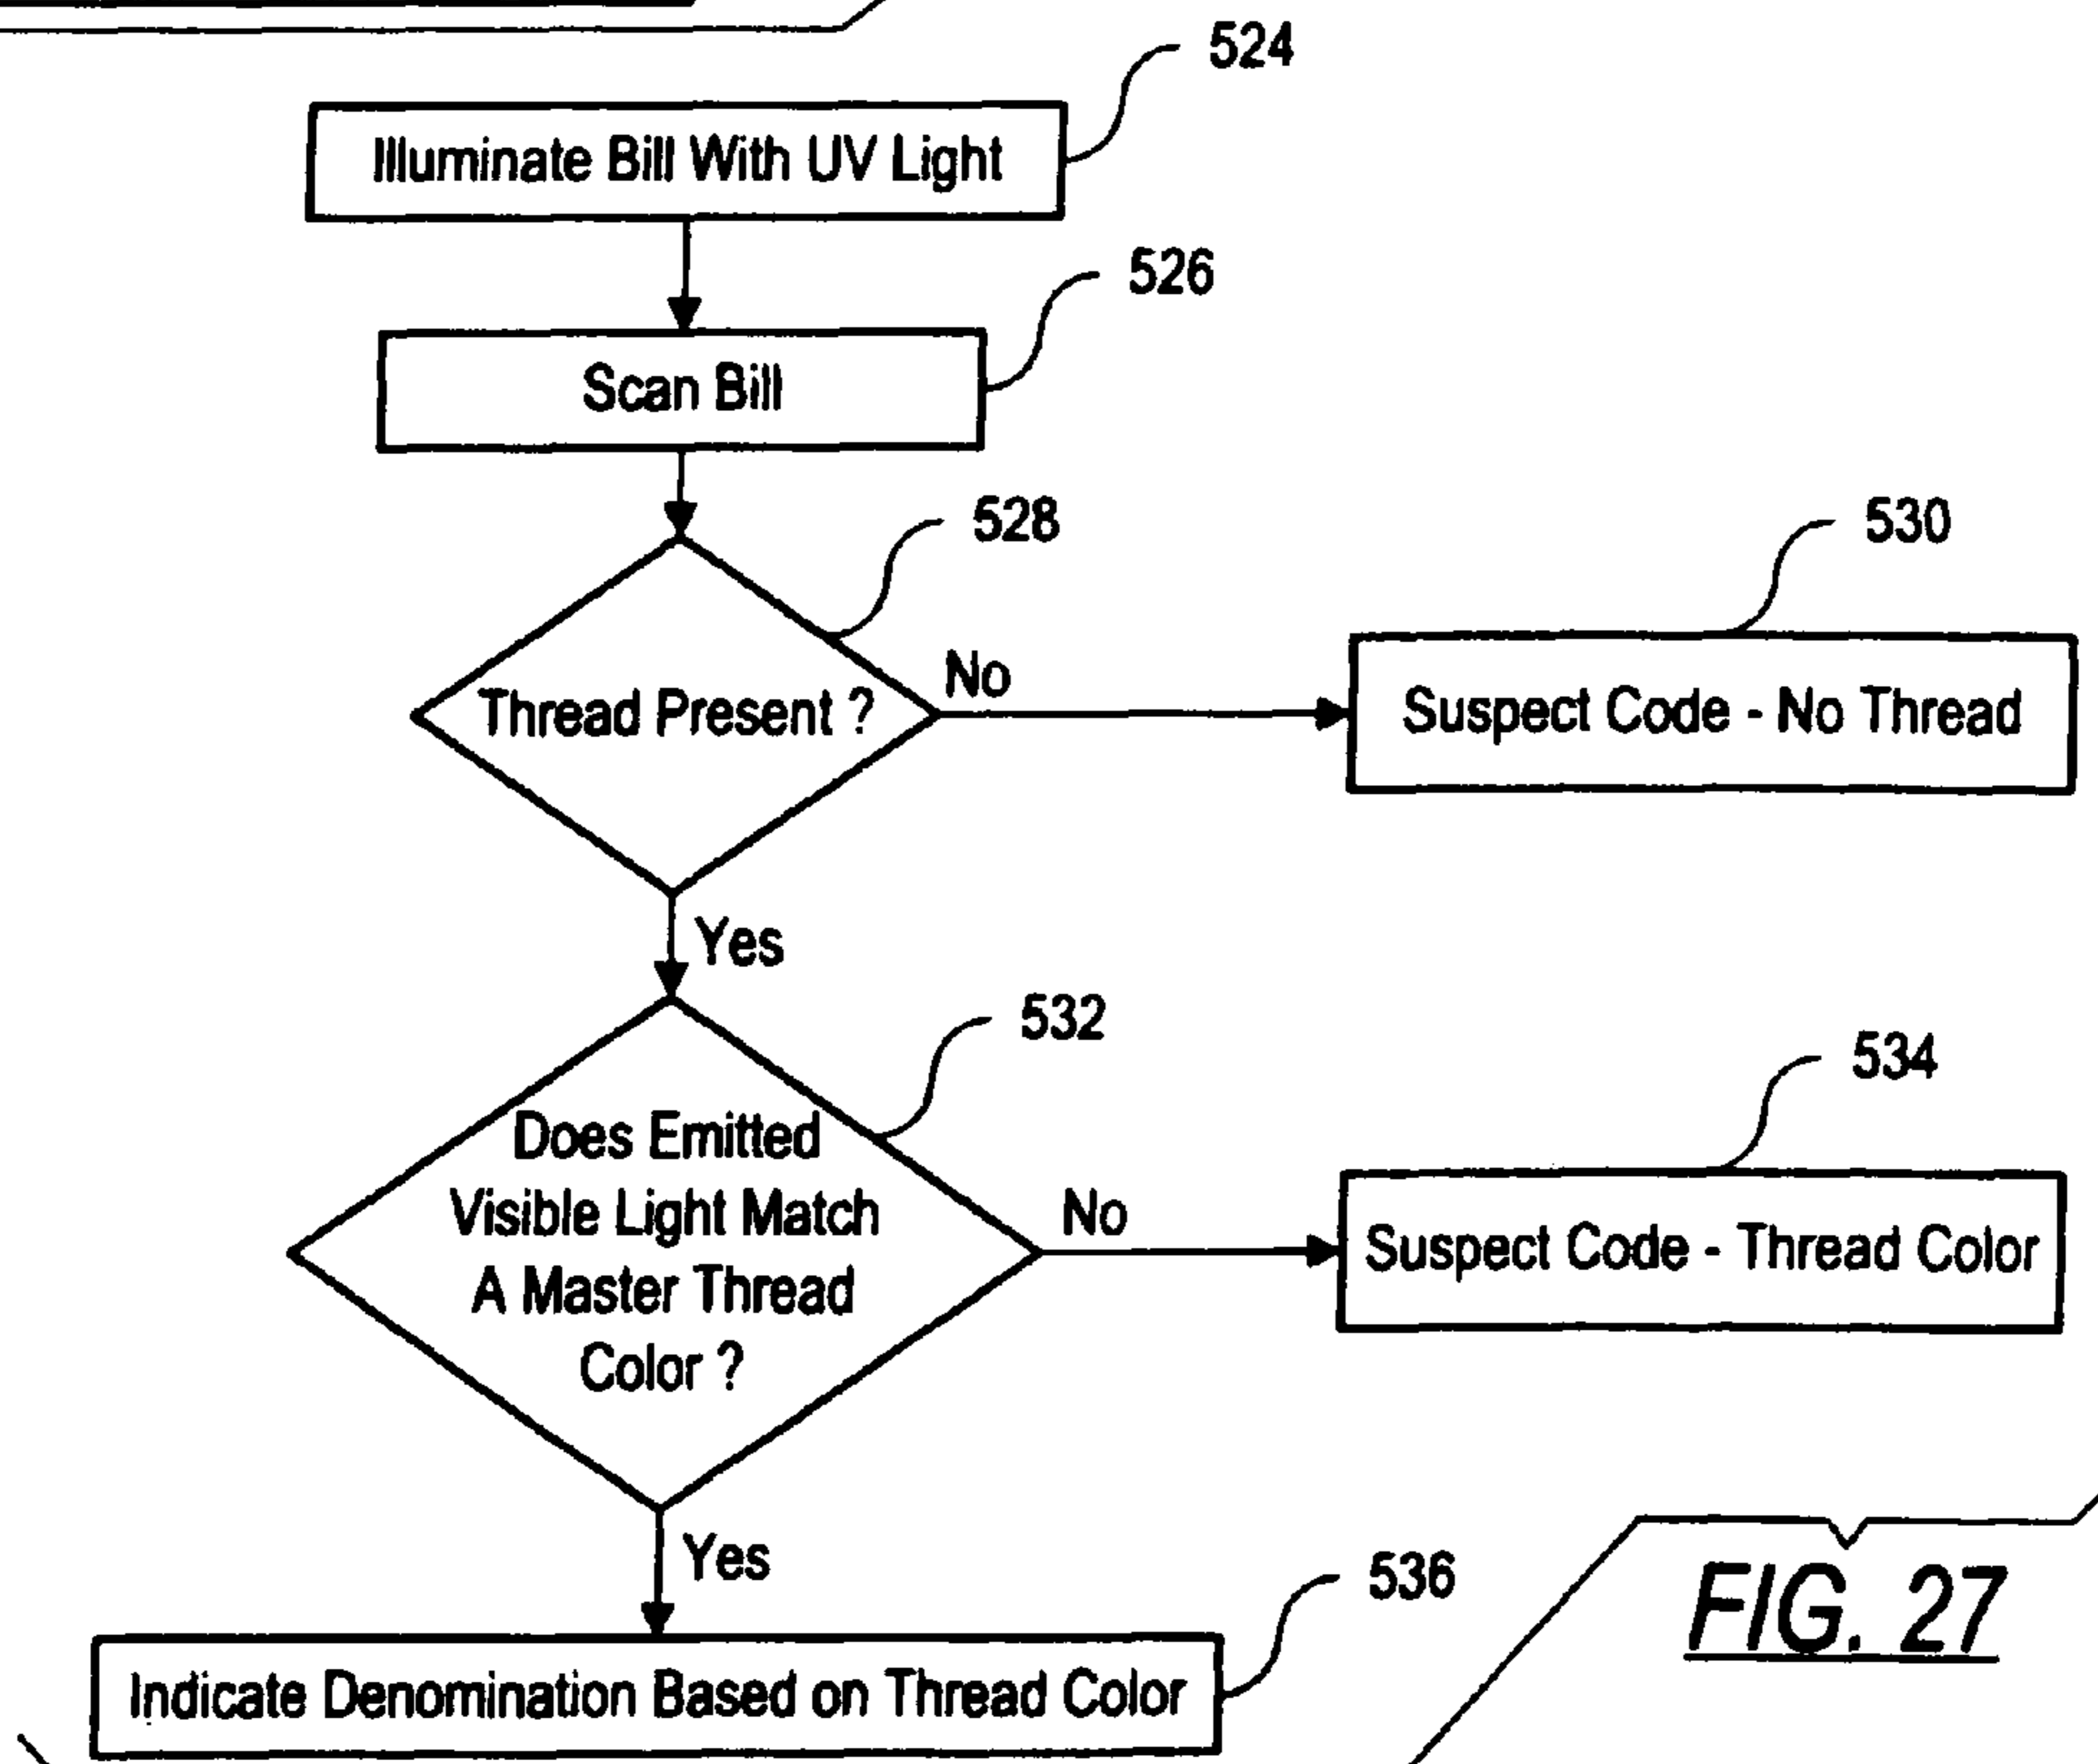 524
Illuminate Bill With UV Light
526
Scan Bill
528
530
Thread Present ?
No
Suspect Code - No Thread
Yes
532
534
Does Emitted
Visible Light Match
A Master Thread
Color ?
No
Suspect Code - Thread Color
Yes
536
Indicate Denomination Based on Thread Color
FIG. 27